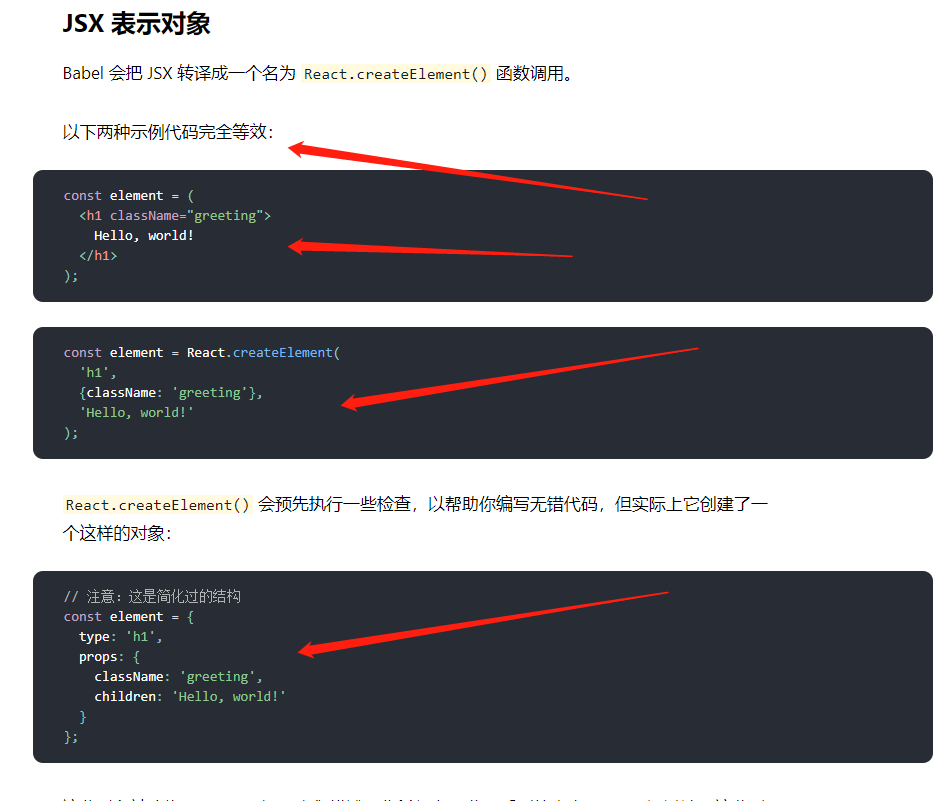 JSX 表示对象
Babel 会把 JSX 转译成一个名为 React.createElement() 函数调用。
以下两种示例代码完全等效：
const element = (
  <h1 className="greeting">
    Hello, world!
  </h1>
);
const element = React.createElement(
  'h1',
  {className: 'greeting'},
  'Hello, world!'
);
React.createElement() 会预先执行一些检查，以帮助你编写无错代码，但实际上它创建了一
个这样的对象：
// 注意：这是简化过的结构
const element = {
  type: 'h1',
  props: {
    className: 'greeting',
    children: 'Hello, world!'
  }
};